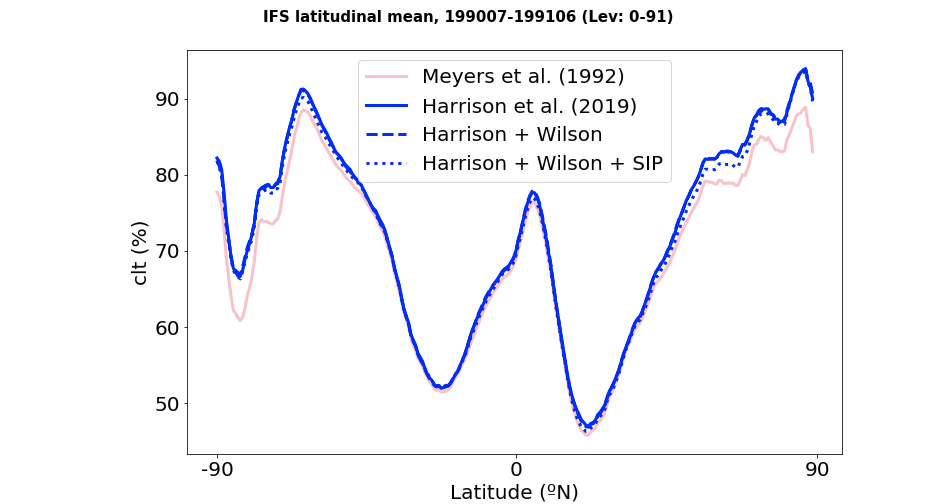 IFS latitudinal mean, 199007-199106 (Lev: 0-91)
Meyers et al. (1992)
Harrison et al. (2019)
Harrison + Wilson
Harrison + Wilson + SIP
clt (%)
90
80
70
60
50
-90
0
90
Latitude (ºN)